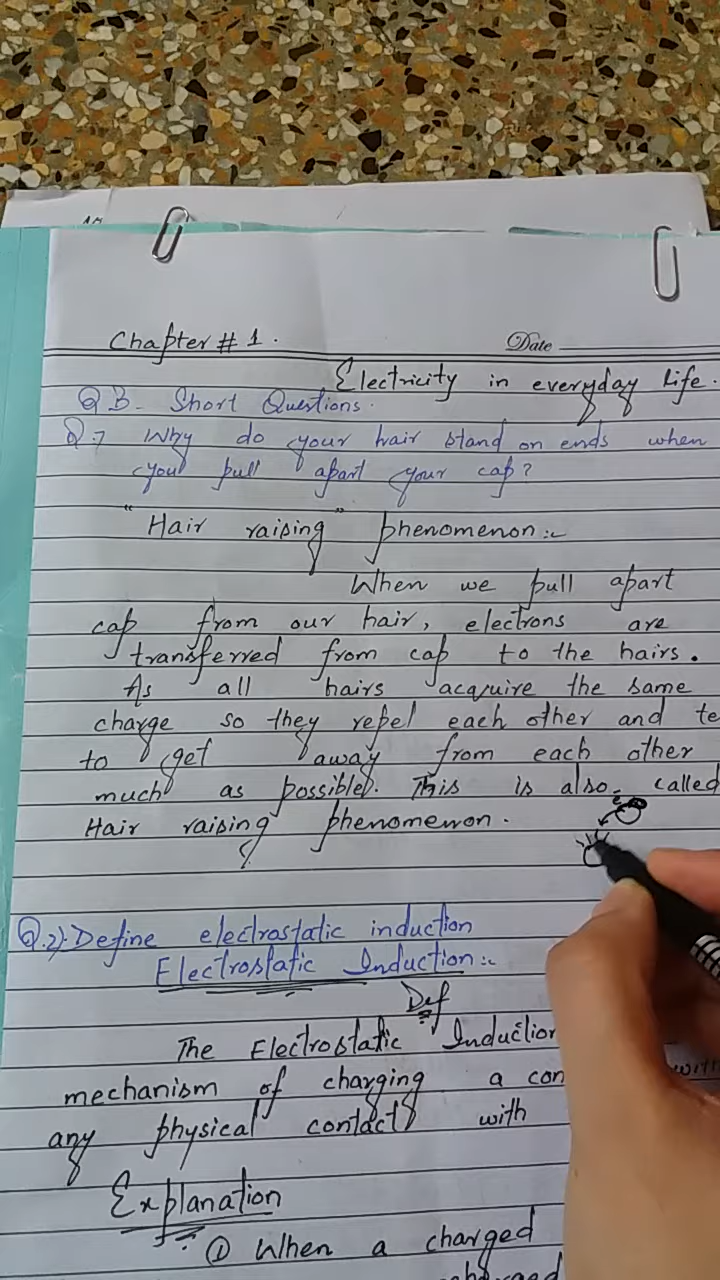 Chapter # 1.
Date
Electricity in everyday life.
Q B - Short Questions.
Q.7 Why do your hair stand on ends when
you pull apart your cap?
"Hair raising" phenomenon:-
When we pull apart
cap from our hair, electrons are
transferred from cap to the hairs.
As all hairs acquire the same
charge so they repel each other and te
to get away from each other
much as possible. This is also called
Hair raising phenomenon.
Q.2). Define electrostatic induction
Electrostatic Induction:-
Def
The Electrostatic Induction
mechanism of charging a con
any physical contact with
Explanation
① When a charged